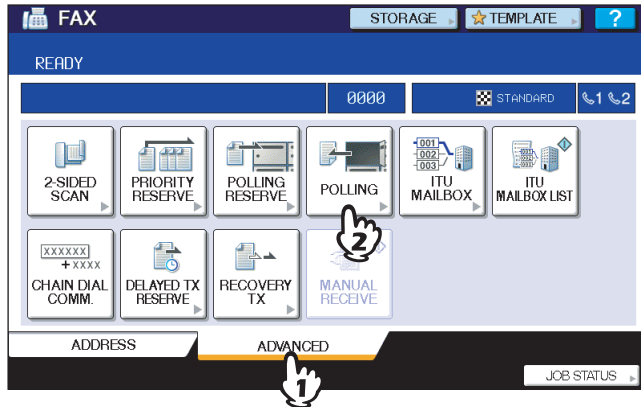 FAX
STORAGE
TEMPLATE
?
READY
0000
STANDARD
1 2
2-SIDED
SCAN
PRIORITY
RESERVE
POLLING
RESERVE
POLLING
001
002
003
ITU
MAILBOX
ITU
MAILBOX LIST
2
XXXXXX
+ XXXX
CHAIN DIAL
COMM.
DELAYED TX
RESERVE
RECOVERY
TX
MANUAL
RECEIVE
ADDRESS
ADVANCED
1
JOB STATUS